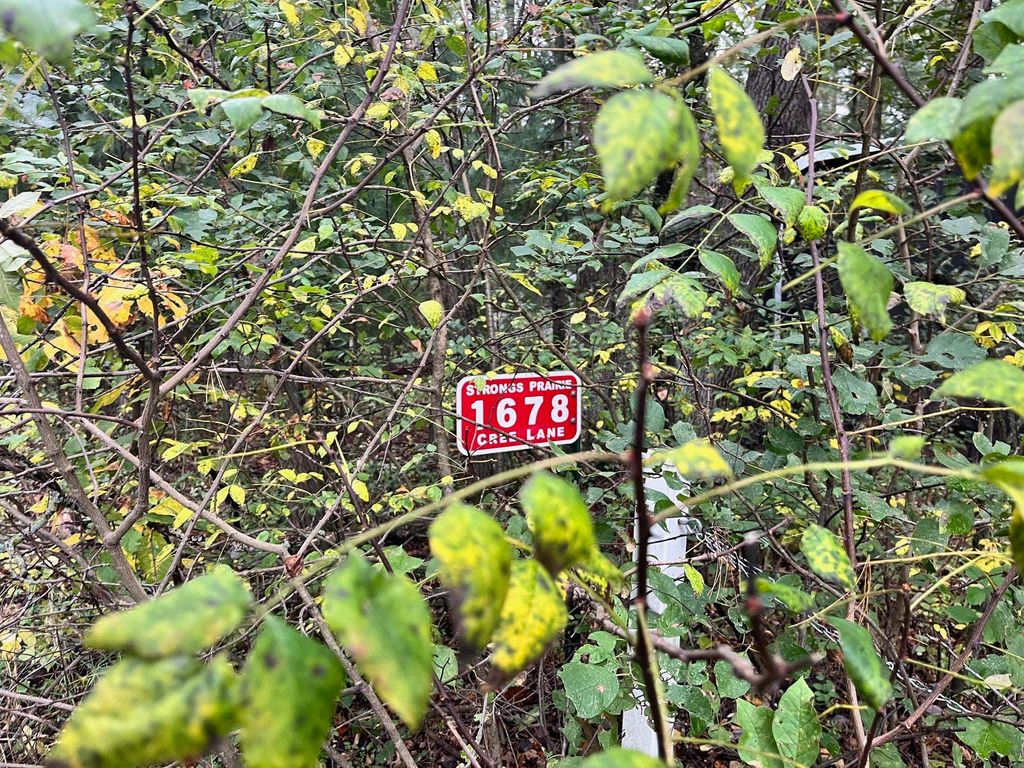 STRONGS PRAIRIE
1678
CREE LANE